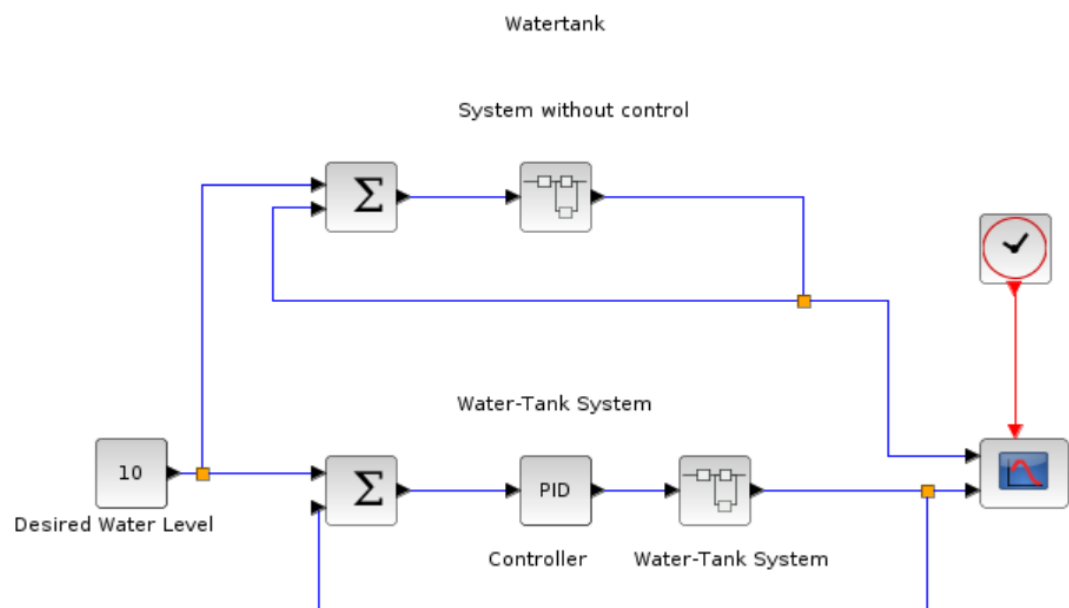 Watertank
System without control
Σ
Water-Tank System
10
Σ
PID
Desired Water Level
Controller
Water-Tank System